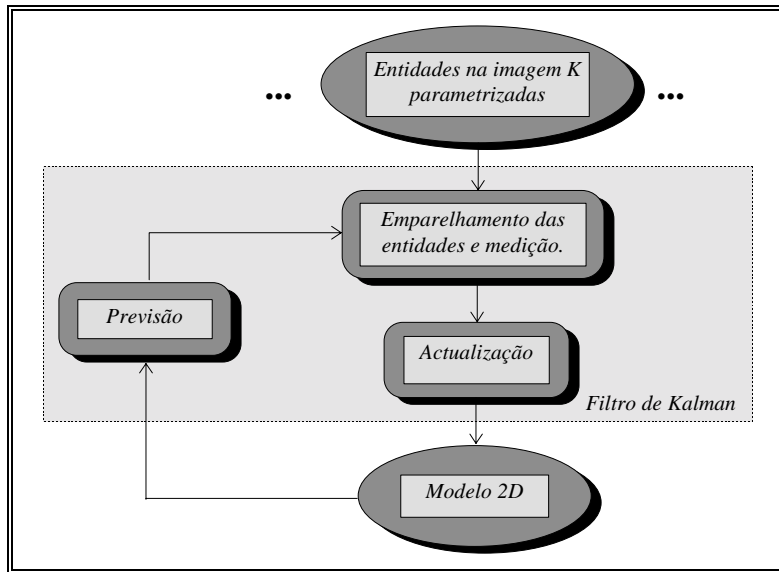 Entidades na imagem K
parametrizadas
... ...
Emparelhamento das
entidades e medição.
Previsão
Actualização
Filtro de Kalman
Modelo 2D